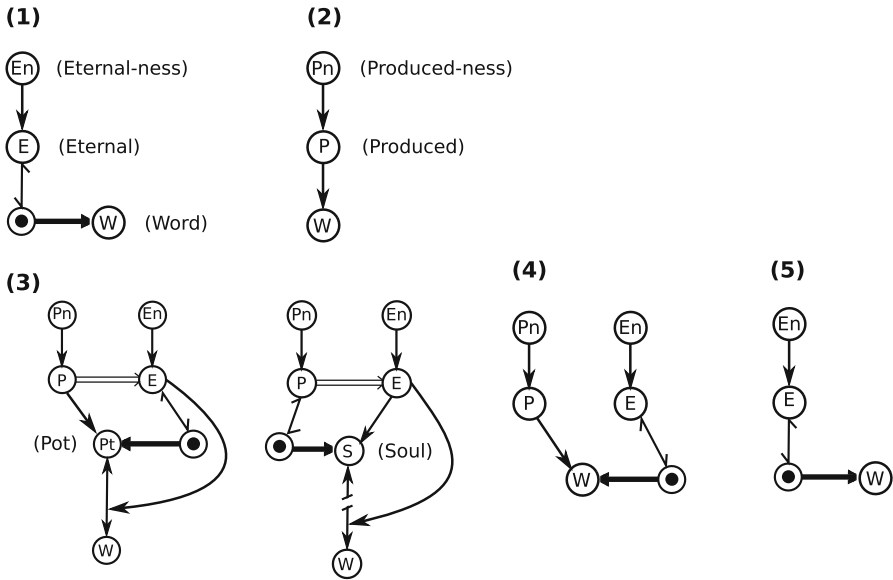 (1)
En (Eternal-ness)
E (Eternal)
W (Word)
(2)
Pn (Produced-ness)
P (Produced)
W
(3)
Pn En
P E
(Pot) Pt
W
Pn En
P E
S (Soul)
W
(4)
Pn En
P E
W
(5)
En
E
W